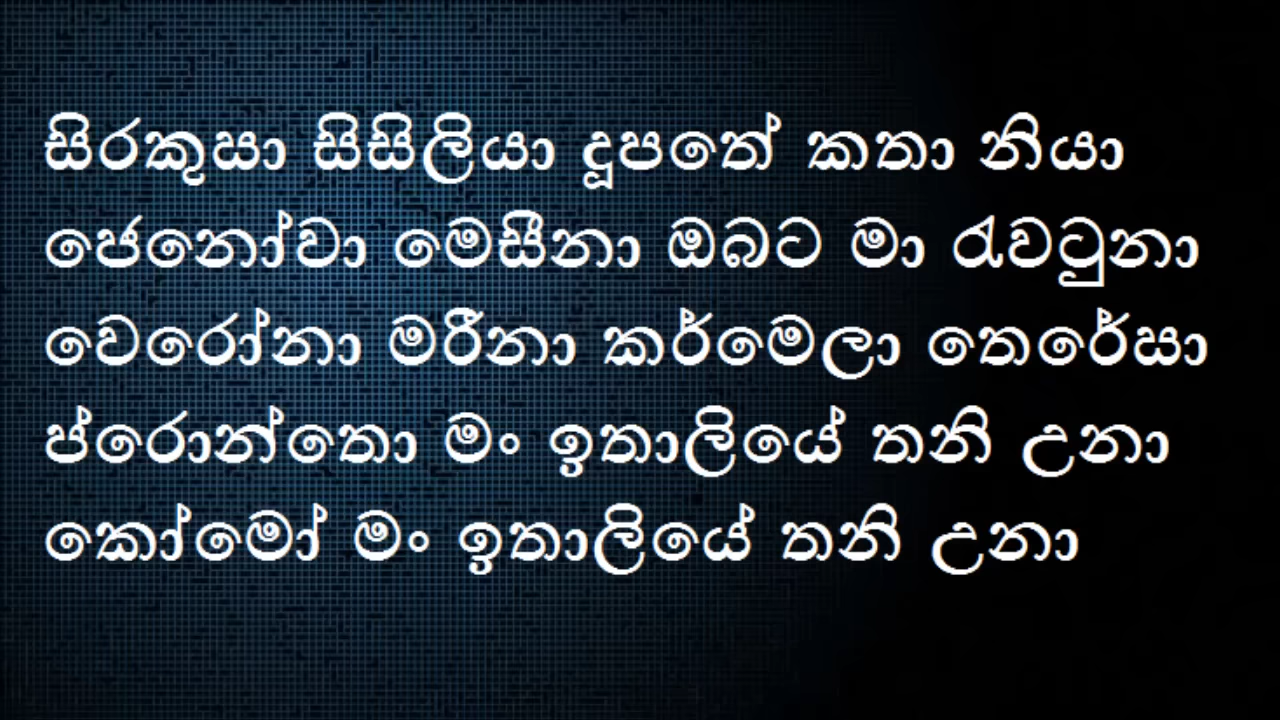 සිරකුසා සිසිලියා දූපතේ කතා නියා
ජෙනෝවා මෙසීනා ඔබට මා රැවටුනා
වෙරෝනා මරීනා කර්මෙලා තෙරේසා
ප්රොන්තො මං ඉතාලියේ තනි උනා
කෝමෝ මං ඉතාලියේ තනි උනා